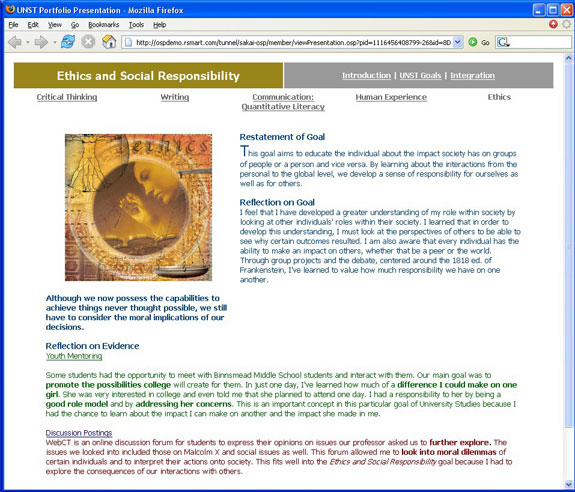 UNST Portfolio Presentation - Mozilla Firefox
File Edit View Go Bookmarks Tools Help
http://ospdemo.rsmart.com/tunnel/sakai-osp/member/viewPresentation.osp?pid=1116456408799-26&id=8D
Go
Ethics and Social Responsibility
Introduction | UNST Goals | Integration
Critical Thinking Writing Communication: Human Experience Ethics
Quantitative Literacy
ethics
Restatement of Goal
This goal aims to educate the individual about the impact society has on groups
of people or a person and vice versa. By learning about the interactions from the
personal to the global level, we develop a sense of responsibility for ourselves as
well as for others.
Reflection on Goal
I feel that I have developed a greater understanding of my role within society by
looking at other individuals' roles within their society. I learned that in order to
develop this understanding, I must look at the perspectives of others to be able to
see why certain outcomes resulted. I am also aware that every individual has the
ability to make an impact on others, whether that be a peer or the world.
Through group projects and the debate, centered around the 1818 ed. of
Frankenstein, I've learned to value how much responsibility we have on one
another.
Although we now possess the capabilities to
achieve things never thought possible, we still
have to consider the moral implications of our
decisions.
Reflection on Evidence
Youth Mentoring
Some students had the opportunity to meet with Binnsmead Middle School students and interact with them. Our main goal was to
promote the possibilities college will create for them. In just one day, I've learned how much of a difference I could make on one
girl. She was very interested in college and even told me that she planned to attend one day. I had a responsibility to her by being a
good role model and by addressing her concerns. This is an important concept in this particular goal of University Studies because I
had the chance to learn about the impact I can make on another and the impact she made in me.
Discussion Postings
WebCT is an online discussion forum for students to express their opinions on issues our professor asked us to further explore. The
issues we looked into included those on Malcolm X and social issues as well. This forum allowed me to look into moral dilemmas of
certain individuals and to interpret their actions onto society. This fits well into the Ethics and Social Responsibility goal because I had to
explore the consequences of our interactions with others.